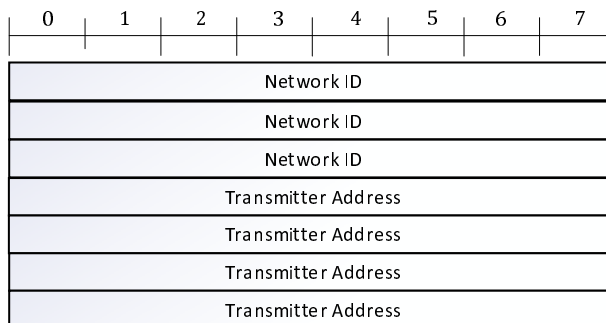 0 1 2 3 4 5 6 7
Network ID
Network ID
Network ID
Transmitter Address
Transmitter Address
Transmitter Address
Transmitter Address